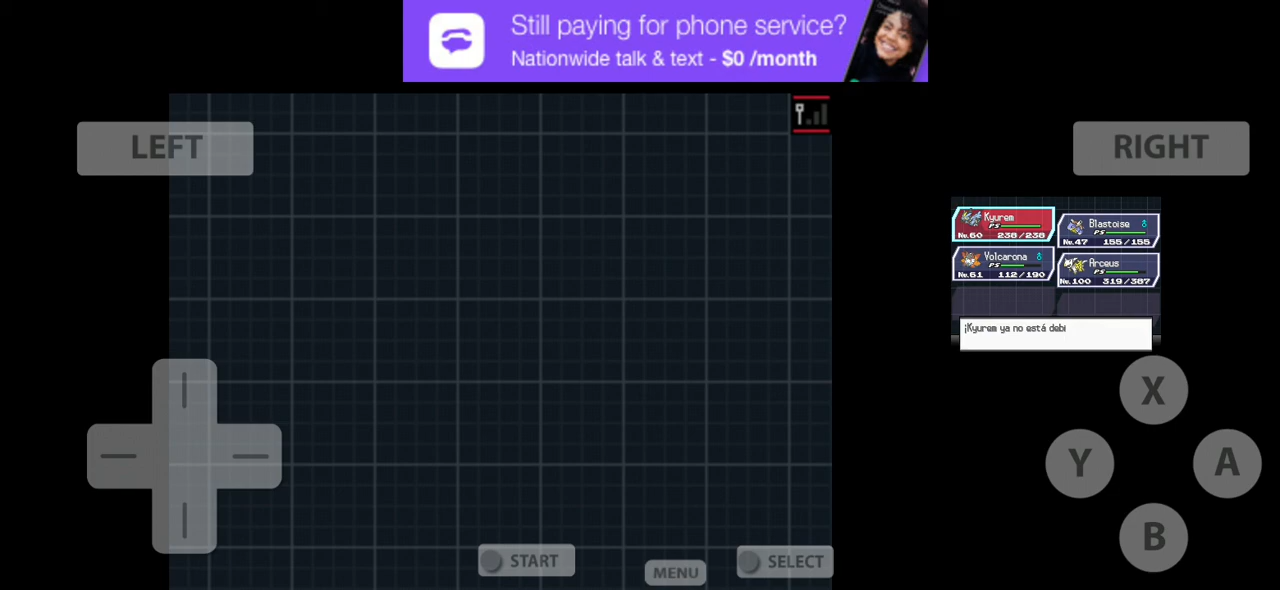 Still paying for phone service?
Nationwide talk & text - $0 /month
LEFT
RIGHT
Kyurem
PS
Nv.60 238/238
Blastoise ♂
PS
Nv.47 155/155
Volcarona ♂
PS
Nv.61 112/190
Arceus
PS
Nv.100 319/387
¡Kyurem ya no está debi
X
Y
A
B
START
MENU
SELECT